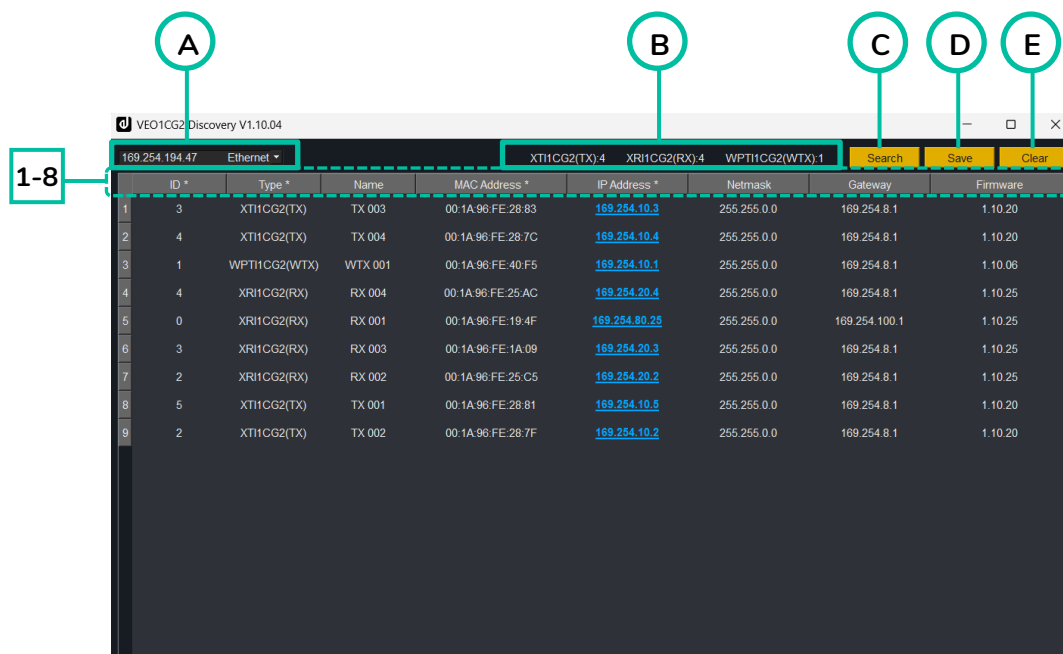 A B C D E
VEO1CG2 Discovery V1.10.04
169.254.194.47 Ethernet XTI1CG2(TX):4 XRI1CG2(RX):4 WPTI1CG2(WTX):1 Search Save Clear
1-8
ID * Type * Name MAC Address * IP Address * Netmask Gateway Firmware
1 3 XTI1CG2(TX) TX 003 00:1A:96:FE:28:83 169.254.10.3 255.255.0.0 169.254.8.1 1.10.20
2 4 XTI1CG2(TX) TX 004 00:1A:96:FE:28:7C 169.254.10.4 255.255.0.0 169.254.8.1 1.10.20
3 1 WPTI1CG2(WTX) WTX 001 00:1A:96:FE:40:F5 169.254.10.1 255.255.0.0 169.254.8.1 1.10.06
4 4 XRI1CG2(RX) RX 004 00:1A:96:FE:25:AC 169.254.20.4 255.255.0.0 169.254.8.1 1.10.25
5 0 XRI1CG2(RX) RX 001 00:1A:96:FE:19:4F 169.254.80.25 255.255.0.0 169.254.100.1 1.10.25
6 3 XRI1CG2(RX) RX 003 00:1A:96:FE:1A:09 169.254.20.3 255.255.0.0 169.254.8.1 1.10.25
7 2 XRI1CG2(RX) RX 002 00:1A:96:FE:25:C5 169.254.20.2 255.255.0.0 169.254.8.1 1.10.25
8 5 XTI1CG2(TX) TX 001 00:1A:96:FE:28:81 169.254.10.5 255.255.0.0 169.254.8.1 1.10.20
9 2 XTI1CG2(TX) TX 002 00:1A:96:FE:28:7F 169.254.10.2 255.255.0.0 169.254.8.1 1.10.20